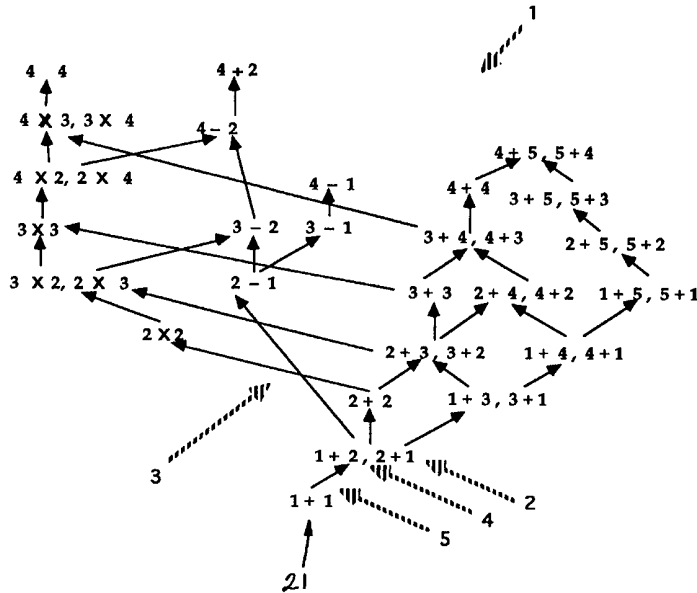 1
4 4
4 + 2
4 X 3, 3 X 4
4 - 2
4 + 5, 5 + 4
4 X 2, 2 X 4
4 - 1
4 + 4
3 + 5, 5 + 3
3 X 3
3 - 2
3 - 1
3 + 4, 4 + 3
2 + 5, 5 + 2
3 X 2, 2 X 3
2 - 1
3 + 3
2 + 4, 4 + 2
1 + 5, 5 + 1
2 X 2
2 + 3, 3 + 2
1 + 4, 4 + 1
2 + 2
1 + 3, 3 + 1
1 + 2, 2 + 1
3
1 + 1
2
4
5
21